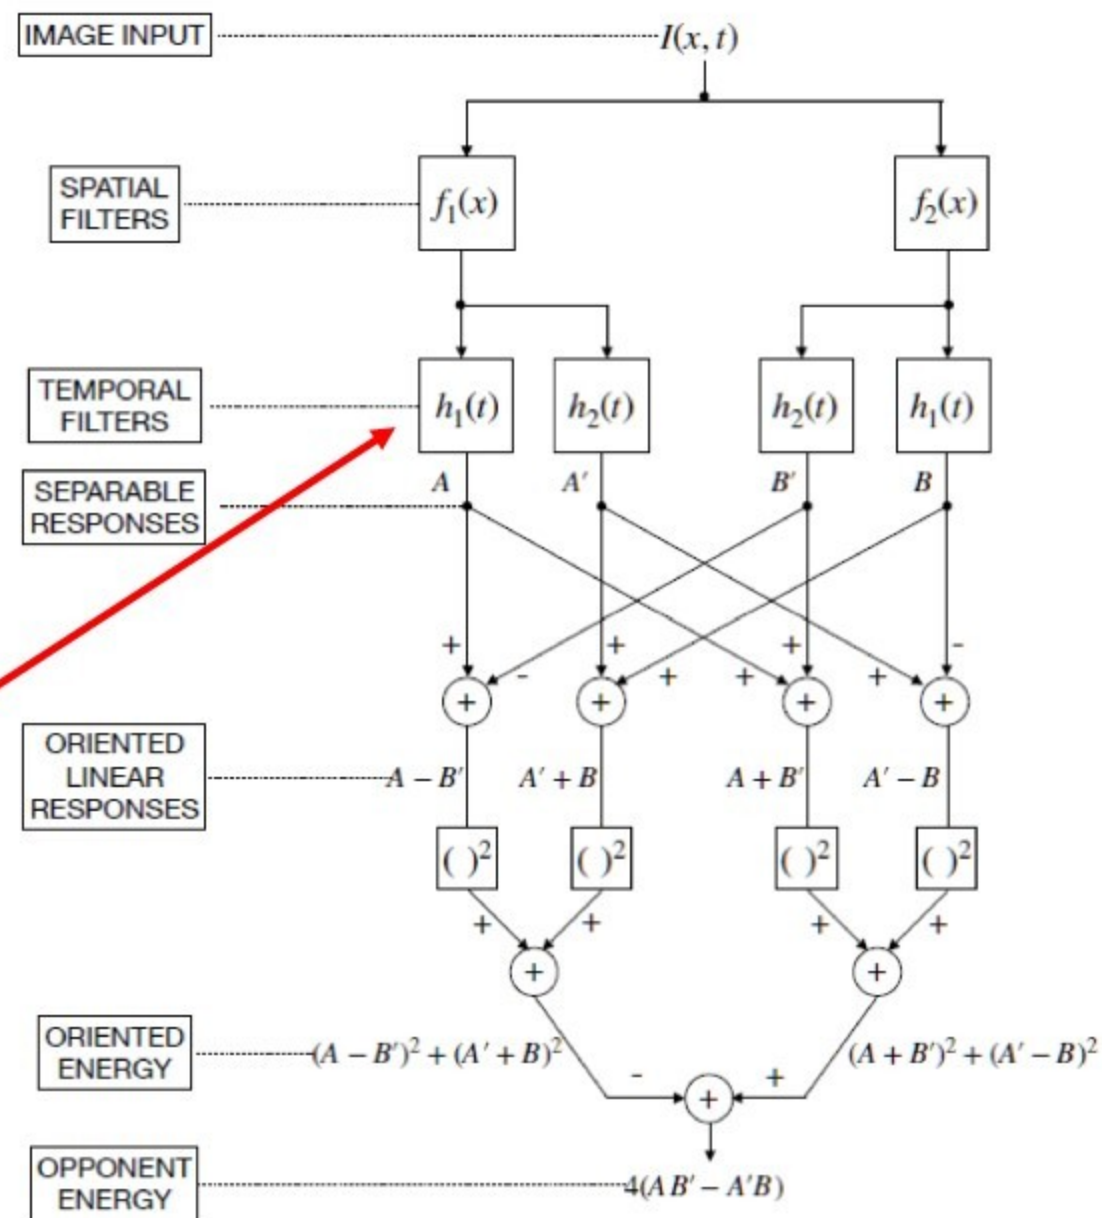 IMAGE INPUT
I(x, t)
SPATIAL
FILTERS
f₁(x)
f₂(x)
TEMPORAL
FILTERS
h₁(t)
h₂(t)
h₂(t)
h₁(t)
SEPARABLE
RESPONSES
A
A′
B′
B
+
+
+
-
-
+
+
+
+
+
+
+
ORIENTED
LINEAR
RESPONSES
A − B′
A′ + B
A + B′
A′ − B
( )²
( )²
( )²
( )²
+
+
+
+
+
+
ORIENTED
ENERGY
(A − B′)² + (A′ + B)²
(A + B′)² + (A′ − B)²
-
+
+
OPPONENT
ENERGY
4(AB′ − A′B)